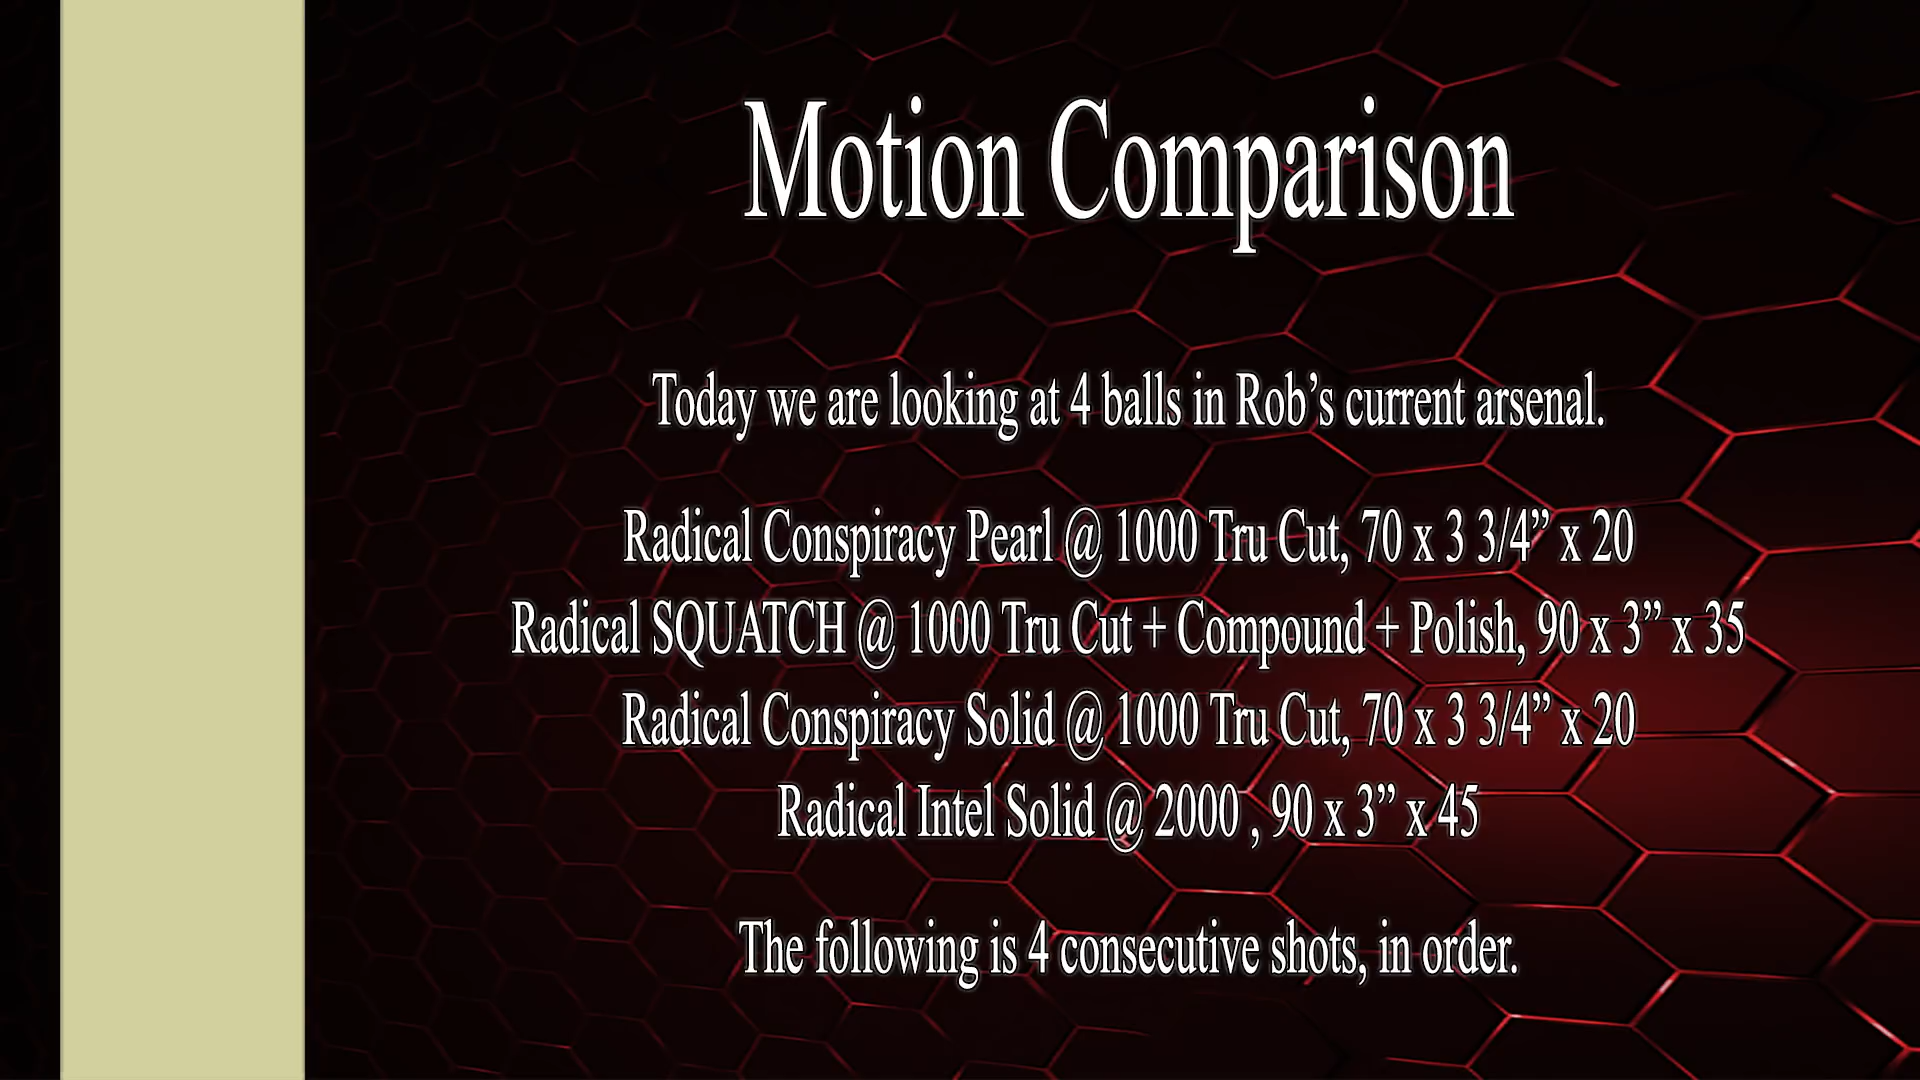 Motion Comparison
Today we are looking at 4 balls in Rob’s current arsenal.
Radical Conspiracy Pearl @ 1000 Tru Cut, 70 x 3 3/4” x 20
Radical SQUATCH @ 1000 Tru Cut + Compound + Polish, 90 x 3” x 35
Radical Conspiracy Solid @ 1000 Tru Cut, 70 x 3 3/4” x 20
Radical Intel Solid @ 2000 , 90 x 3” x 45
The following is 4 consecutive shots, in order.